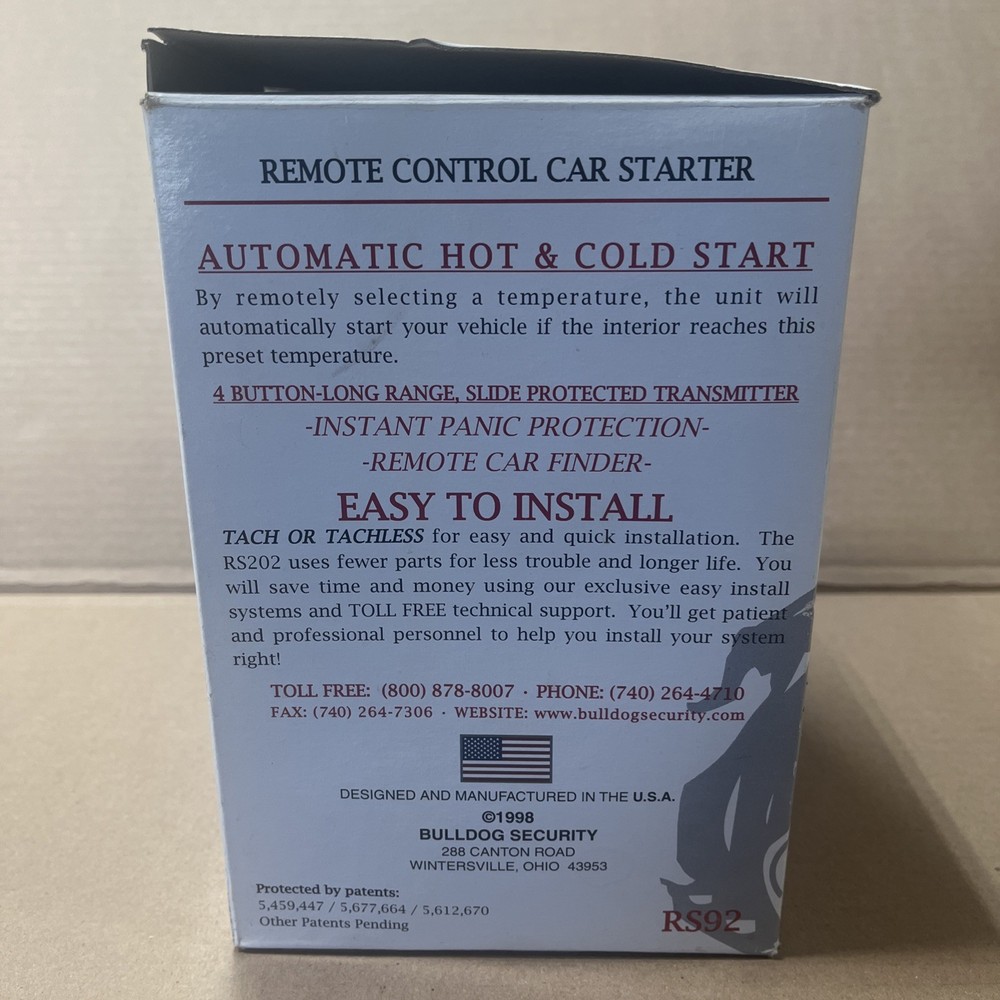 REMOTE CONTROL CAR STARTER
AUTOMATIC HOT & COLD START
By remotely selecting a temperature, the unit will
automatically start your vehicle if the interior reaches this
preset temperature.
4 BUTTON-LONG RANGE, SLIDE PROTECTED TRANSMITTER
-INSTANT PANIC PROTECTION-
-REMOTE CAR FINDER-
EASY TO INSTALL
TACH OR TACHLESS for easy and quick installation. The
RS202 uses fewer parts for less trouble and longer life. You
will save time and money using our exclusive easy install
systems and TOLL FREE technical support. You'll get patient
and professional personnel to help you install your system
right!
TOLL FREE: (800) 878-8007 · PHONE: (740) 264-4710
FAX: (740) 264-7306 · WEBSITE: www.bulldogsecurity.com
DESIGNED AND MANUFACTURED IN THE U.S.A.
©1998
BULLDOG SECURITY
288 CANTON ROAD
WINTERSVILLE, OHIO 43953
Protected by patents:
5,459,447 / 5,677,664 / 5,612,670
Other Patents Pending
RS92